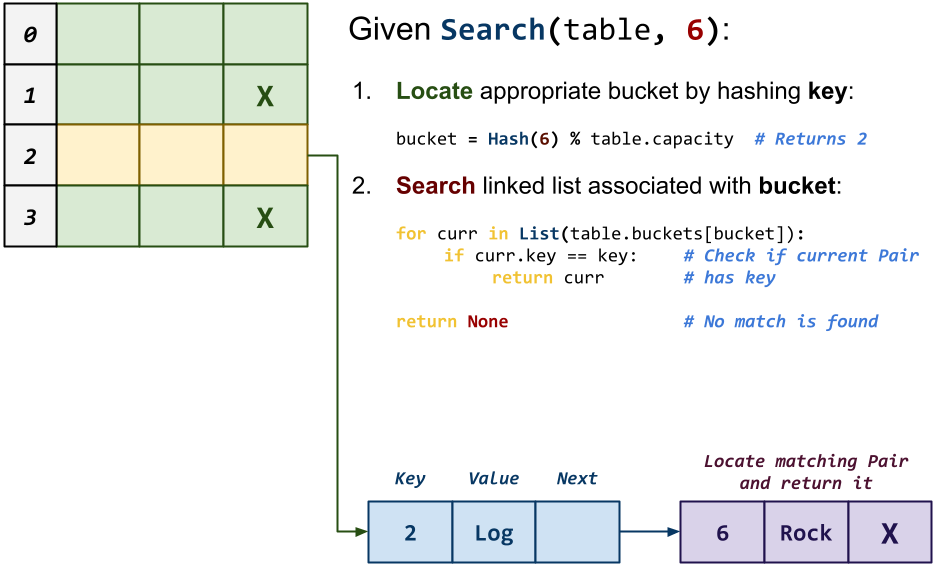 Given Search(table, 6):
0
1 X
2
3 X
1. Locate appropriate bucket by hashing key:
bucket = Hash(6) % table.capacity # Returns 2
2. Search linked list associated with bucket:
for curr in List(table.buckets[bucket]):
if curr.key == key: # Check if current Pair
return curr # has key
return None # No match is found
Locate matching Pair
and return it
Key Value Next
2 Log
6 Rock X